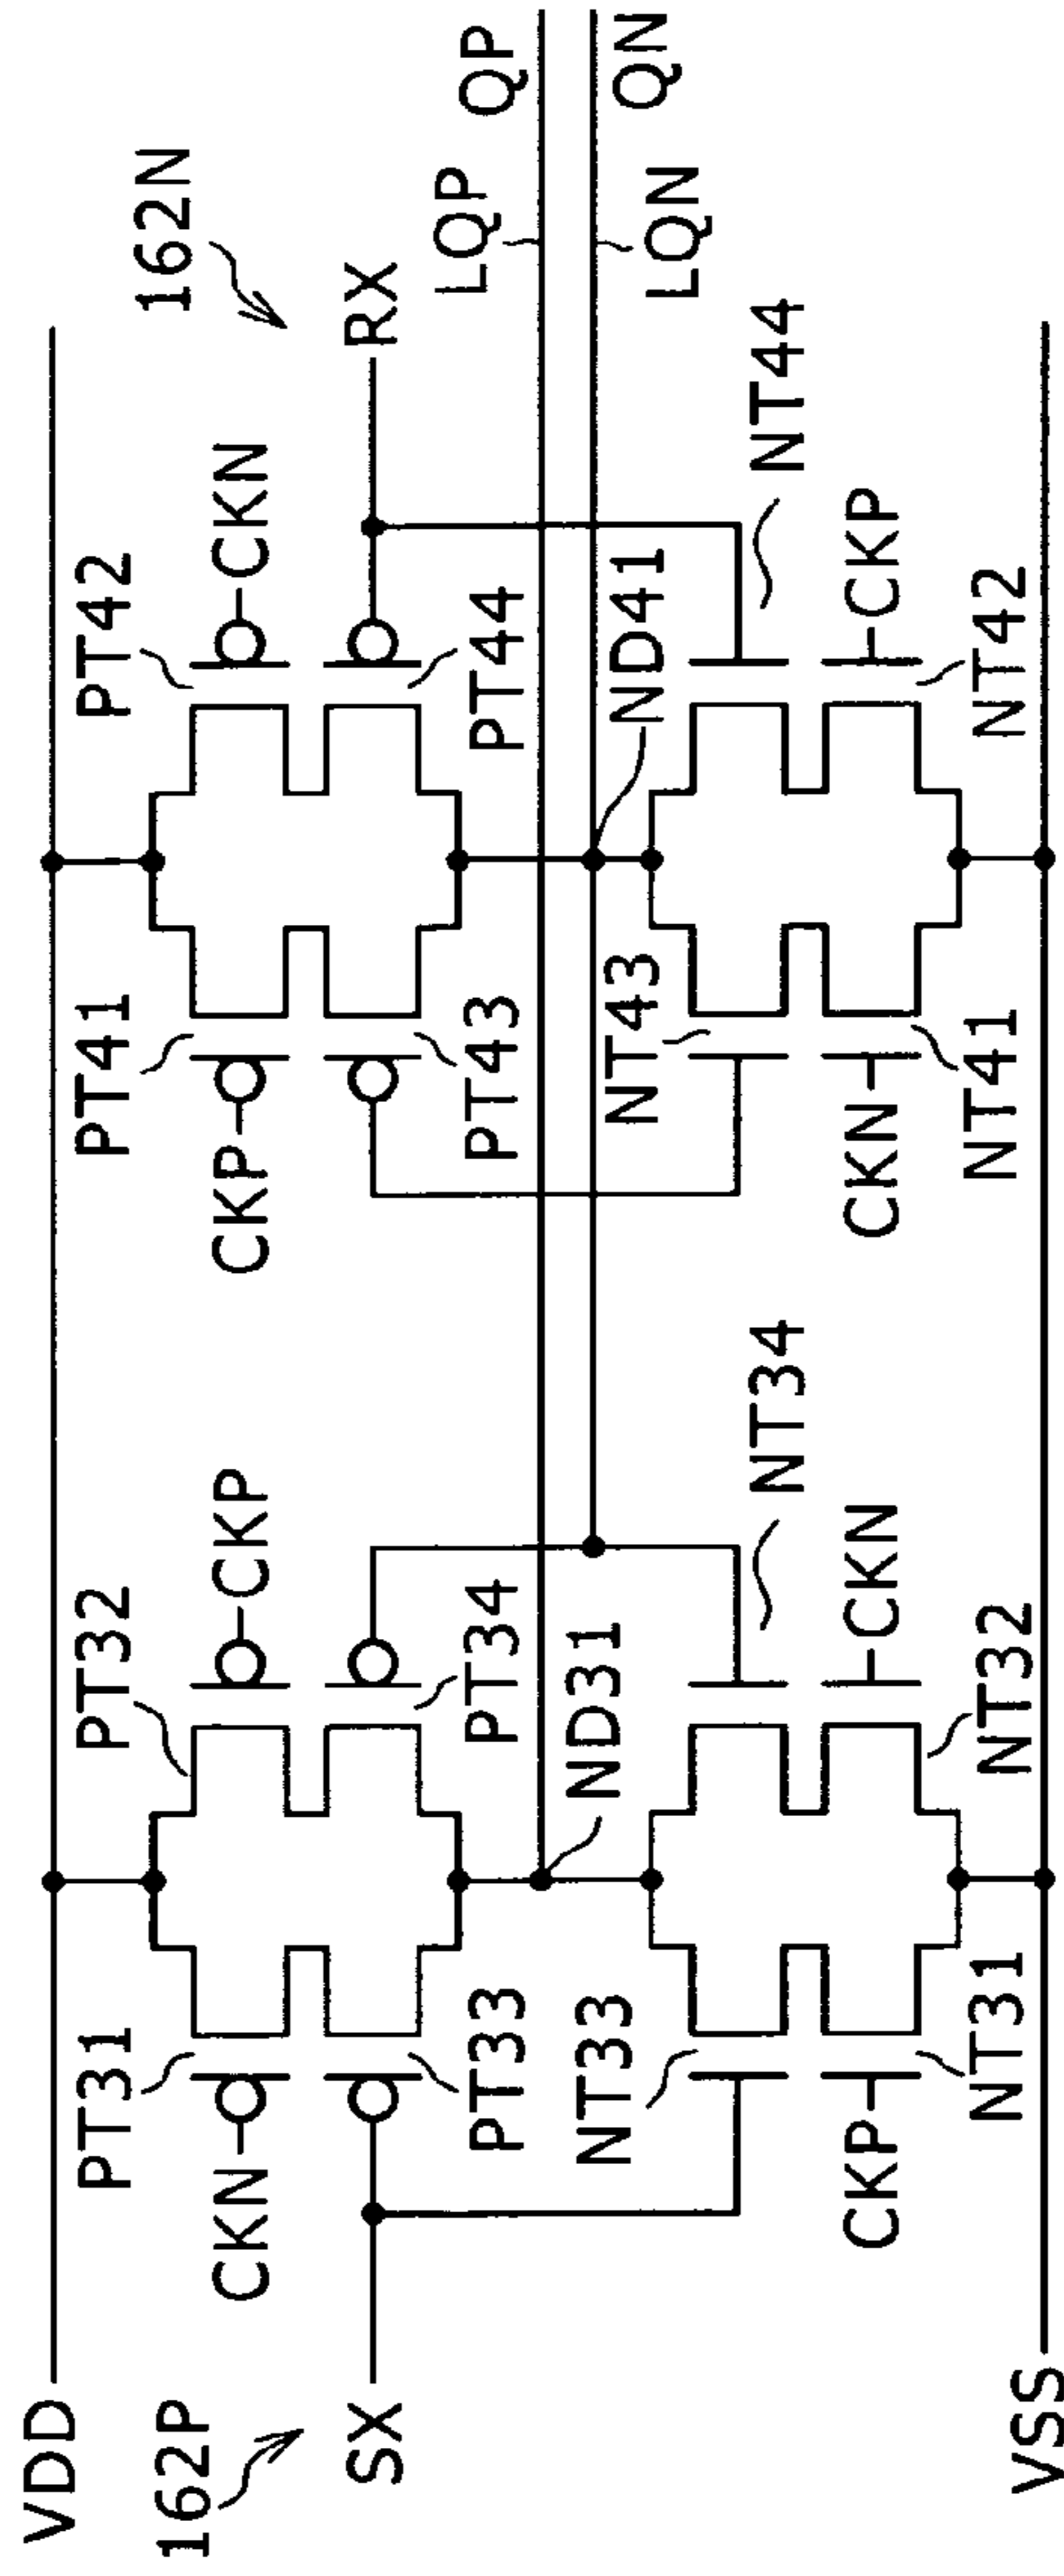 VDD
162P
162N
PT31
PT32
PT41
PT42
CKN
CKP
CKP
CKN
SX
RX
PT33
PT34
PT43
PT44
LQP
QP
ND31
ND41
LQN
QN
NT33
NT34
NT43
NT44
CKP
CKN
CKN
CKP
NT31
NT32
NT41
NT42
VSS